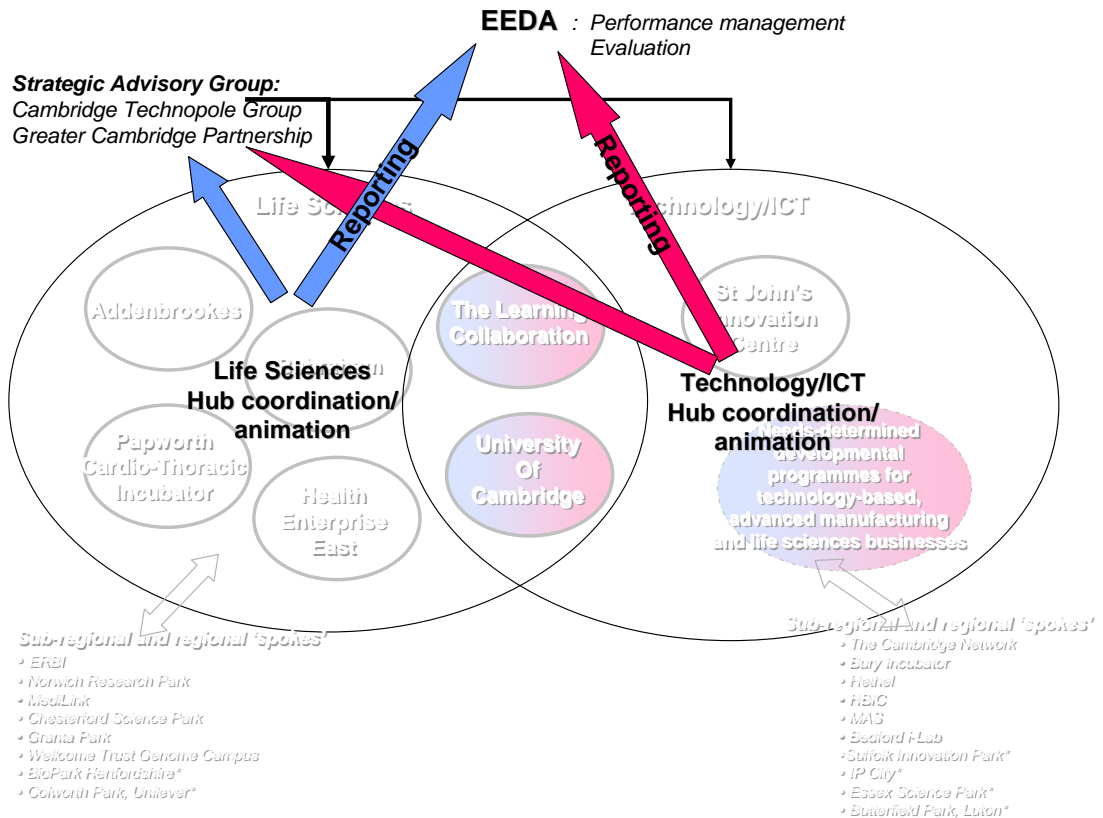 EEDA : Performance management
Evaluation
Strategic Advisory Group:
Cambridge Technopole Group
Greater Cambridge Partnership
Reporting
Reporting
Life Sciences
Technology/ICT
Addenbrookes
The Learning
Collaboration
St John's
Innovation
Centre
Life Sciences
Hub coordination/
animation
Technology/ICT
Hub coordination/
animation
Papworth
Cardio-Thoracic
Incubator
Health
Enterprise
East
University
Of
Cambridge
Needs-determined
developmental
programmes for
technology-based,
advanced manufacturing
and life sciences businesses
Sub-regional and regional 'spokes'
• ERBI
• Norwich Research Park
• MediLink
• Chesterford Science Park
• Granta Park
• Wellcome Trust Genome Campus
• BioPark Hertfordshire*
• Colworth Park, Unilever*
Sub-regional and regional 'spokes'
• The Cambridge Network
• Bury Incubator
• Hethel
• HBIC
• MAS
• Bedford i-Lab
•Suffolk Innovation Park*
• IP City*
• Essex Science Park*
• Butterfield Park, Luton*